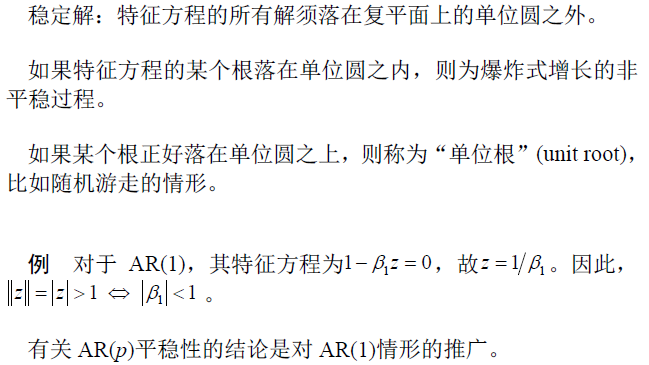 稳定解：特征方程的所有解须落在复平面上的单位圆之外。
如果特征方程的某个根落在单位圆之内，则为爆炸式增长的非
平稳过程。
如果某个根正好落在单位圆之上，则称为“单位根”(unit root)，
比如随机游走的情形。
例 对于 AR(1)，其特征方程为1−β₁z=0，故z=1/β₁。因此，
‖z‖=|z|>1 ⇔ |β₁|<1 。
有关 AR(p)平稳性的结论是对 AR(1)情形的推广。